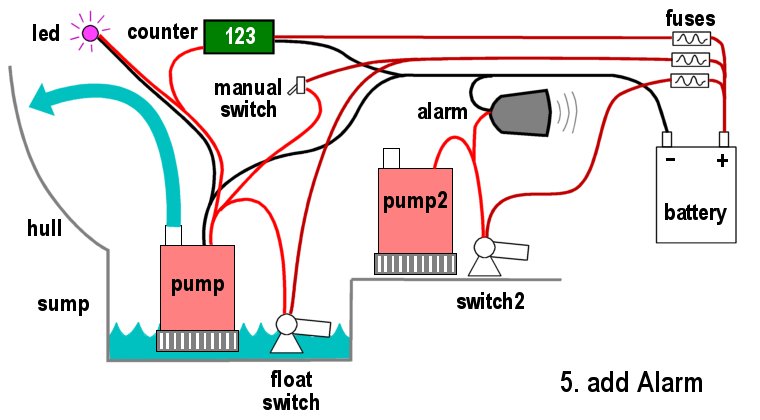 fuses
led
counter
123
manual
switch
alarm
- +
battery
pump2
hull
pump
sump
switch2
float
switch
5. add Alarm